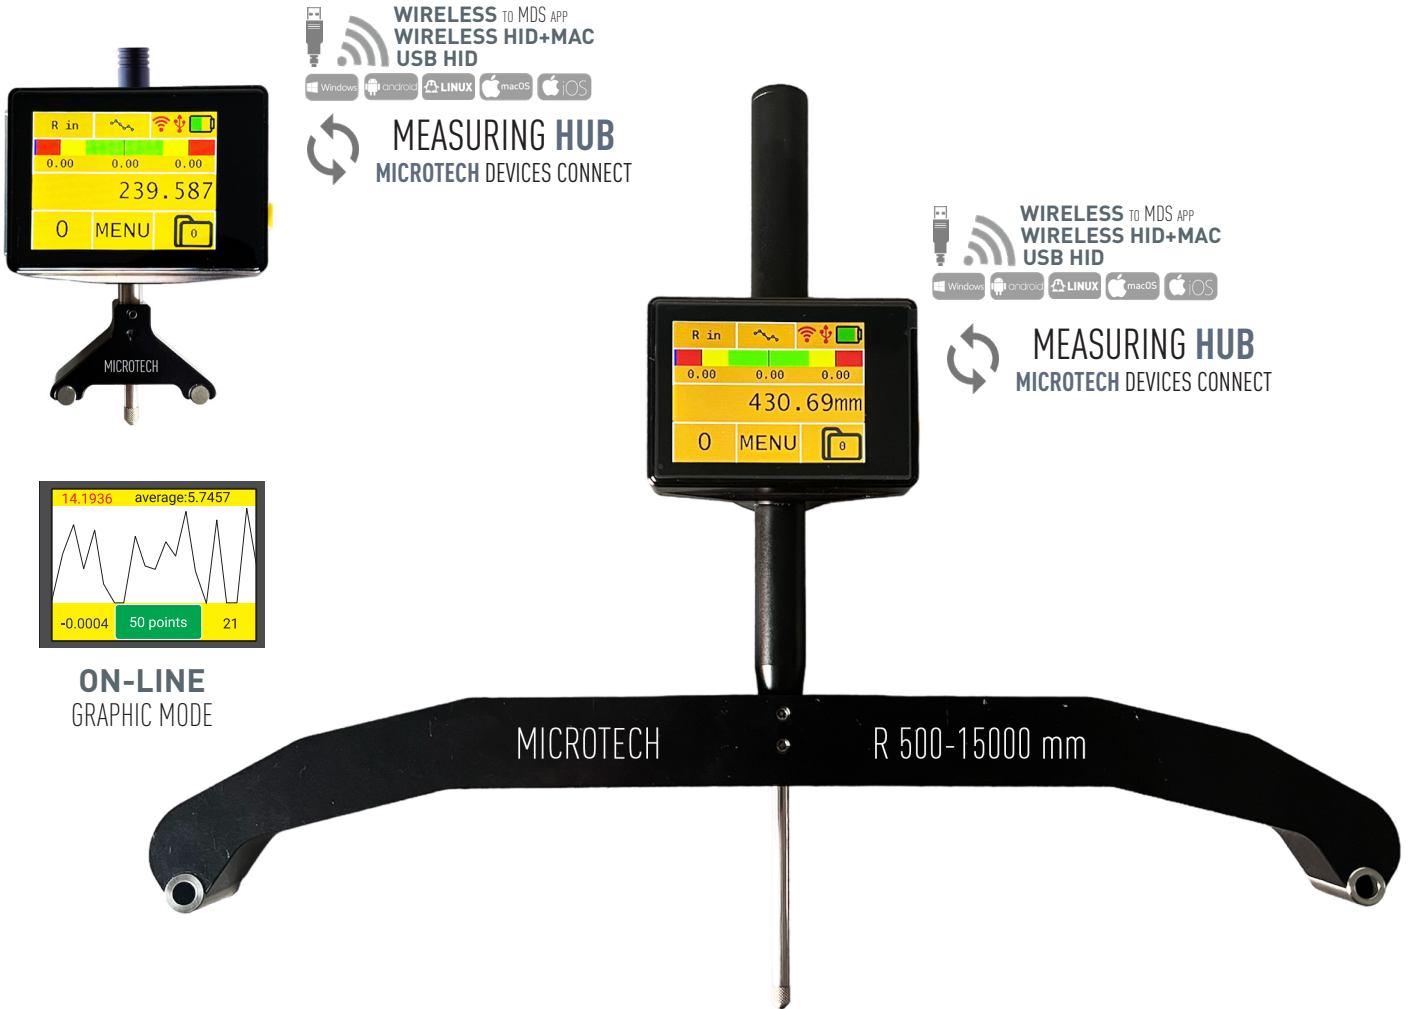 WIRELESS TO MDS APP
WIRELESS HID+MAC
USB HID
Windows android LINUX macOS iOS
MEASURING HUB
MICROTECH DEVICES CONNECT
R in
0.00 0.00 0.00
239.587
0 MENU 0
MICROTECH
WIRELESS TO MDS APP
WIRELESS HID+MAC
USB HID
Windows android LINUX macOS iOS
MEASURING HUB
MICROTECH DEVICES CONNECT
R in
0.00 0.00 0.00
430.69mm
0 MENU 0
14.1936 average:5.7457
-0.0004 50 points 21
ON-LINE
GRAPHIC MODE
MICROTECH R 500-15000 mm